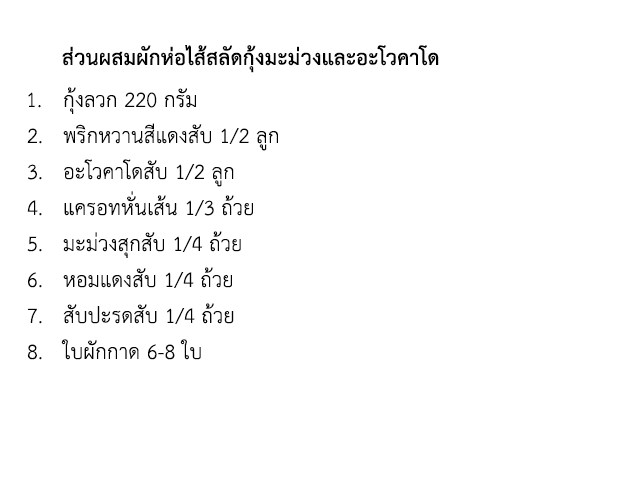 ส่วนผสมผักห่อไส้สลัดกุ้งมะม่วงและอะโวคาโด
1. กุ้งลวก 220 กรัม
2. พริกหวานสีแดงสับ 1/2 ลูก
3. อะโวคาโดสับ 1/2 ลูก
4. แครอทหั่นเส้น 1/3 ถ้วย
5. มะม่วงสุกสับ 1/4 ถ้วย
6. หอมแดงสับ 1/4 ถ้วย
7. สับปะรดสับ 1/4 ถ้วย
8. ใบผักกาด 6-8 ใบ